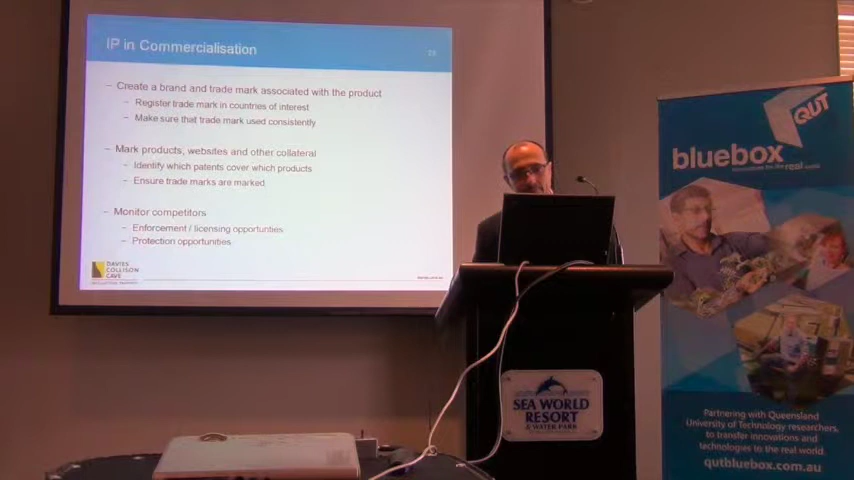 IP in Commercialisation
– Create a brand and trade mark associated with the product
– Register trade mark in countries of interest
– Make sure that trade mark used consistently
– Mark products, websites and other collateral
– Identify which patents cover which products
– Ensure trade marks are marked
– Monitor competitors
– Enforcement / licensing opportunties
– Protection opportunities
DAVIES
COLLISON
CAVE
SEA WORLD
RESORT
& WATER PARK
QUT
bluebox
Partnering with Queensland
University of Technology researchers,
to transfer innovations and
technologies to the real world.
qutbluebox.com.au